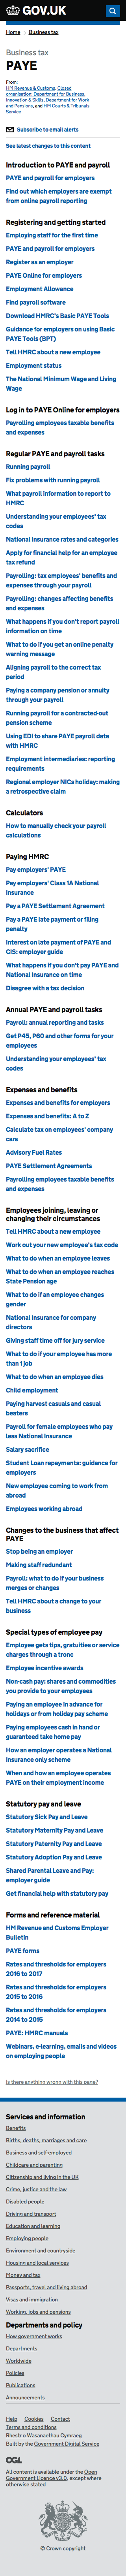 GOV.UK
Home
Business tax
Business tax
PAYE
From:
HM Revenue & Customs, Closed
organisation: Department for Business,
Innovation & Skills, Department for Work
and Pensions, and HM Courts & Tribunals
Service
Subscribe to email alerts
See latest changes to this content
Introduction to PAYE and payroll
PAYE and payroll for employers
Find out which employers are exempt
from online payroll reporting
Registering and getting started
Employing staff for the first time
PAYE and payroll for employers
Register as an employer
PAYE Online for employers
Employment Allowance
Find payroll software
Download HMRC's Basic PAYE Tools
Guidance for employers on using Basic
PAYE Tools (BPT)
Tell HMRC about a new employee
Employment status
The National Minimum Wage and Living
Wage
Log in to PAYE Online for employers
Payrolling employees taxable benefits
and expenses
Regular PAYE and payroll tasks
Running payroll
Fix problems with running payroll
What payroll information to report to
HMRC
Understanding your employees' tax
codes
National Insurance rates and categories
Apply for financial help for an employee
tax refund
Payrolling: tax employees' benefits and
expenses through your payroll
Payrolling: changes affecting benefits
and expenses
What happens if you don't report payroll
information on time
What to do if you get an online penalty
warning message
Aligning payroll to the correct tax
period
Paying a company pension or annuity
through your payroll
Running payroll for a contracted-out
pension scheme
Using EDI to share PAYE payroll data
with HMRC
Employment intermediaries: reporting
requirements
Regional employer NICs holiday: making
a retrospective claim
Calculators
How to manually check your payroll
calculations
Paying HMRC
Pay employers' PAYE
Pay employers' Class 1A National
Insurance
Pay a PAYE Settlement Agreement
Pay a PAYE late payment or filing
penalty
Interest on late payment of PAYE and
CIS: employer guide
What happens if you don't pay PAYE and
National Insurance on time
Disagree with a tax decision
Annual PAYE and payroll tasks
Payroll: annual reporting and tasks
Get P45, P60 and other forms for your
employees
Understanding your employees' tax
codes
Expenses and benefits
Expenses and benefits for employers
Expenses and benefits: A to Z
Calculate tax on employees' company
cars
Advisory Fuel Rates
PAYE Settlement Agreements
Payrolling employees taxable benefits
and expenses
Employees joining, leaving or
changing their circumstances
Tell HMRC about a new employee
Work out your new employee's tax code
What to do when an employee leaves
What to do when an employee reaches
State Pension age
What to do if an employee changes
gender
National Insurance for company
directors
Giving staff time off for jury service
What to do if your employee has more
than 1 job
What to do when an employee dies
Child employment
Paying harvest casuals and casual
beaters
Payroll for female employees who pay
less National Insurance
Salary sacrifice
Student Loan repayments: guidance for
employers
New employee coming to work from
abroad
Employees working abroad
Changes to the business that affect
PAYE
Stop being an employer
Making staff redundant
Payroll: what to do if your business
merges or changes
Tell HMRC about a change to your
business
Special types of employee pay
Employee gets tips, gratuities or service
charges through a tronc
Employee incentive awards
Non-cash pay: shares and commodities
you provide to your employees
Paying an employee in advance for
holidays or from holiday pay scheme
Paying employees cash in hand or
guaranteed take home pay
How an employer operates a National
Insurance only scheme
When and how an employee operates
PAYE on their employment income
Statutory pay and leave
Statutory Sick Pay and Leave
Statutory Maternity Pay and Leave
Statutory Paternity Pay and Leave
Statutory Adoption Pay and Leave
Shared Parental Leave and Pay:
employer guide
Get financial help with statutory pay
Forms and reference material
HM Revenue and Customs Employer
Bulletin
PAYE forms
Rates and thresholds for employers
2016 to 2017
Rates and thresholds for employers
2015 to 2016
Rates and thresholds for employers
2014 to 2015
PAYE: HMRC manuals
Webinars, e-learning, emails and videos
on employing people
Is there anything wrong with this page?
Services and information
Benefits
Births, deaths, marriages and care
Business and self-employed
Childcare and parenting
Citizenship and living in the UK
Crime, justice and the law
Disabled people
Driving and transport
Education and learning
Employing people
Environment and countryside
Housing and local services
Money and tax
Passports, travel and living abroad
Visas and immigration
Working, jobs and pensions
Departments and policy
How government works
Departments
Worldwide
Policies
Publications
Announcements
Help Cookies Contact
Terms and conditions
Rhestr o Wasanaethau Cymraeg
Built by the Government Digital Service
OGL
All content is available under the Open
Government Licence v3.0, except where
otherwise stated
© Crown copyright